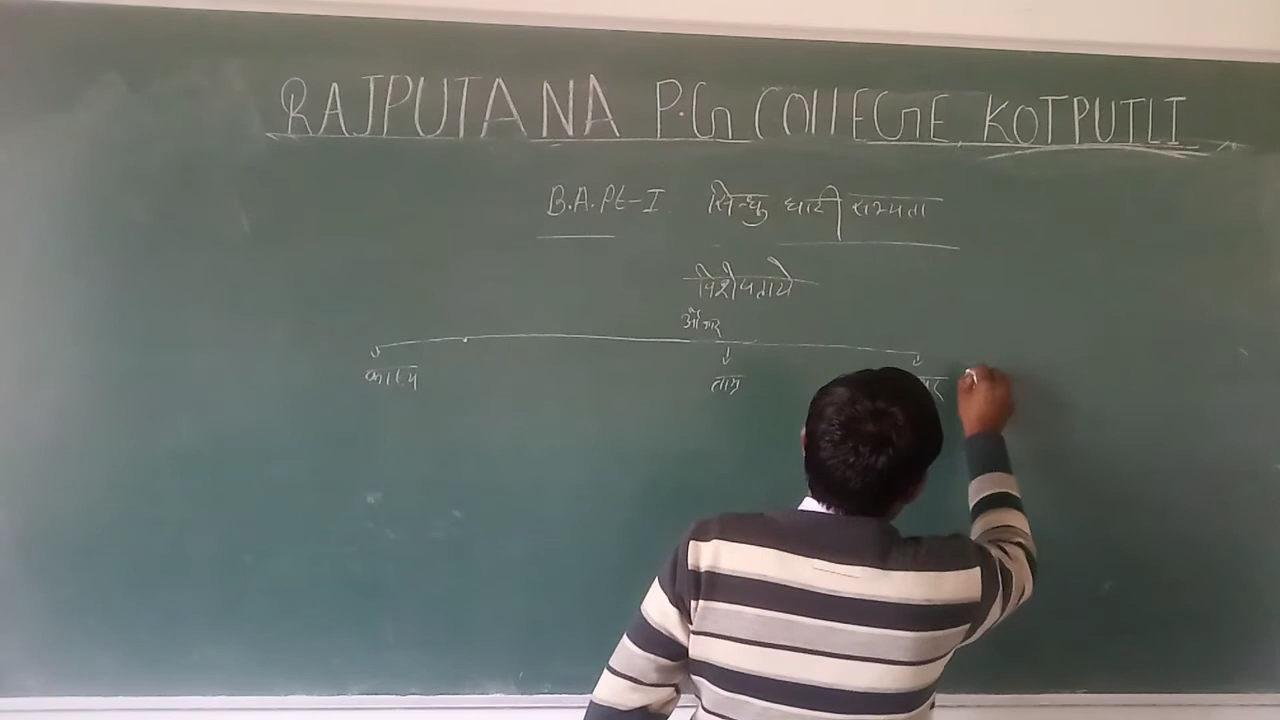 RAJPUTANA P.G COllEGE KOTPUTLI
B.A. Pt-I सिन्धु घाटी सभ्यता
विशेषताये
औजार
कांस्य ताम्र